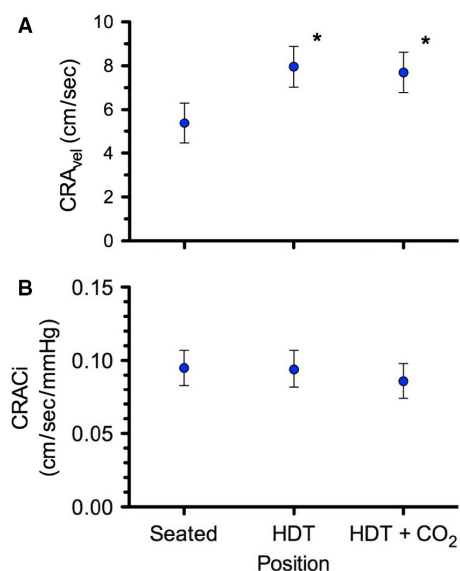 A
10
*
*
8
6
4
2
0
CRAvel (cm/sec)
B
0.15
0.10
0.05
0.00
CRACi
(cm/sec/mmHg)
Seated HDT HDT + CO2
Position